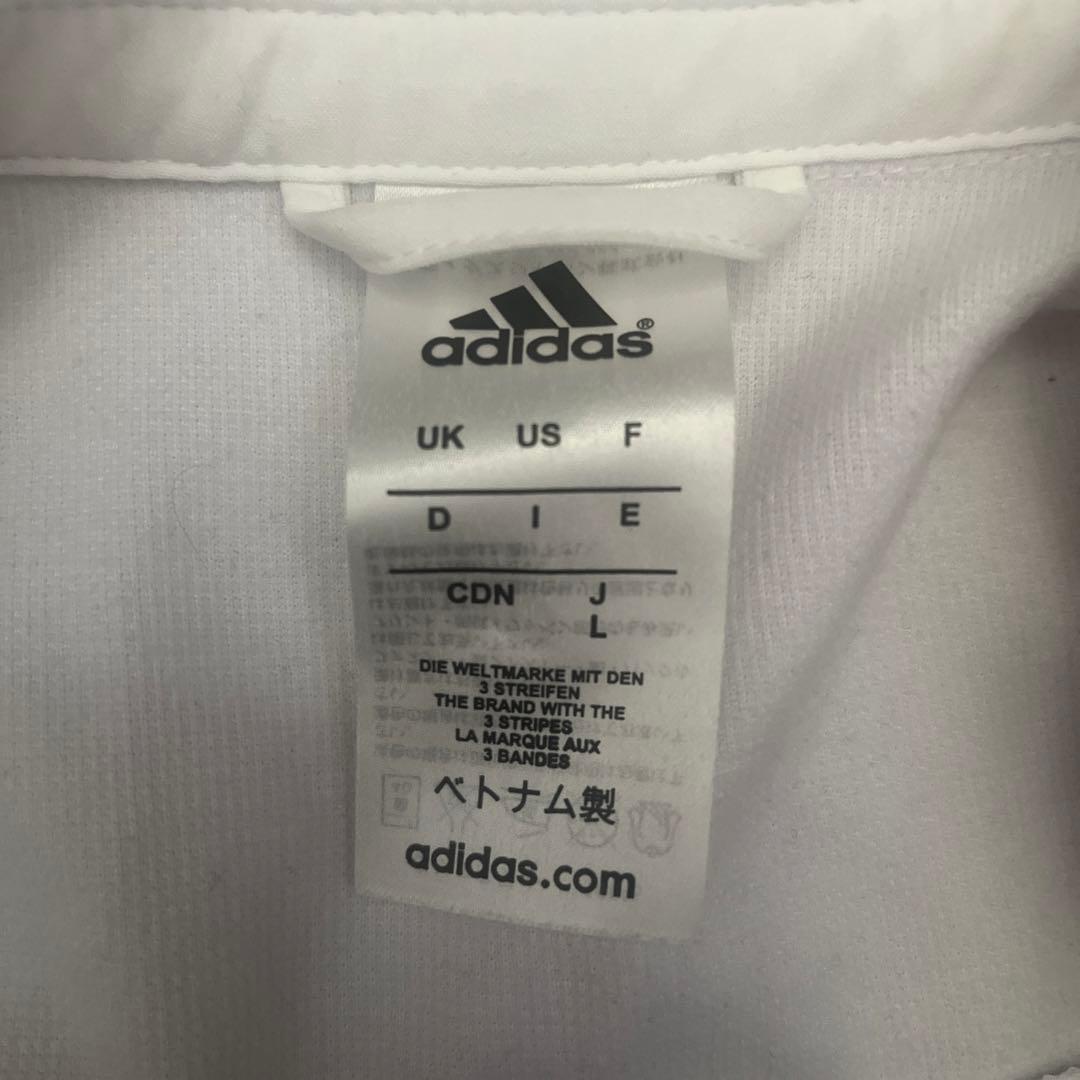 adidas®
UK US F
D I E
CDN J
L
DIE WELTMARKE MIT DEN
3 STREIFEN
THE BRAND WITH THE
3 STRIPES
LA MARQUE AUX
3 BANDES
ベトナム製
adidas.com